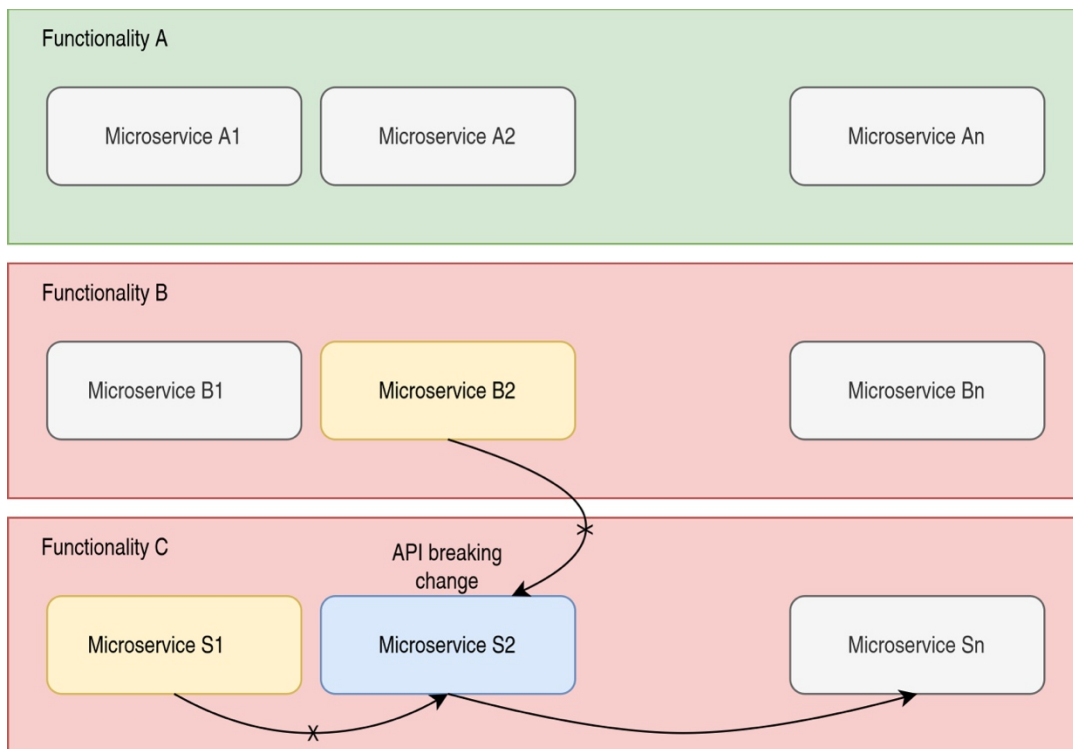 Functionality A
Microservice A1
Microservice A2
Microservice An
Functionality B
Microservice B1
Microservice B2
Microservice Bn
Functionality C
API breaking
change
Microservice S1
Microservice S2
Microservice Sn